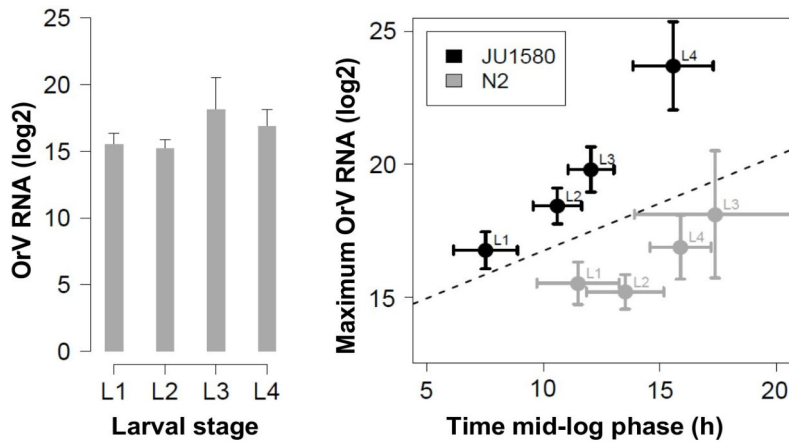 25
20
15
10
5
0
OrV RNA (log2)
L1 L2 L3 L4
Larval stage
25
20
15
Maximum OrV RNA (log2)
JU1580
N2
L4
L3
L2
L1
L3
L4
L1
L2
5 10 15 20
Time mid-log phase (h)